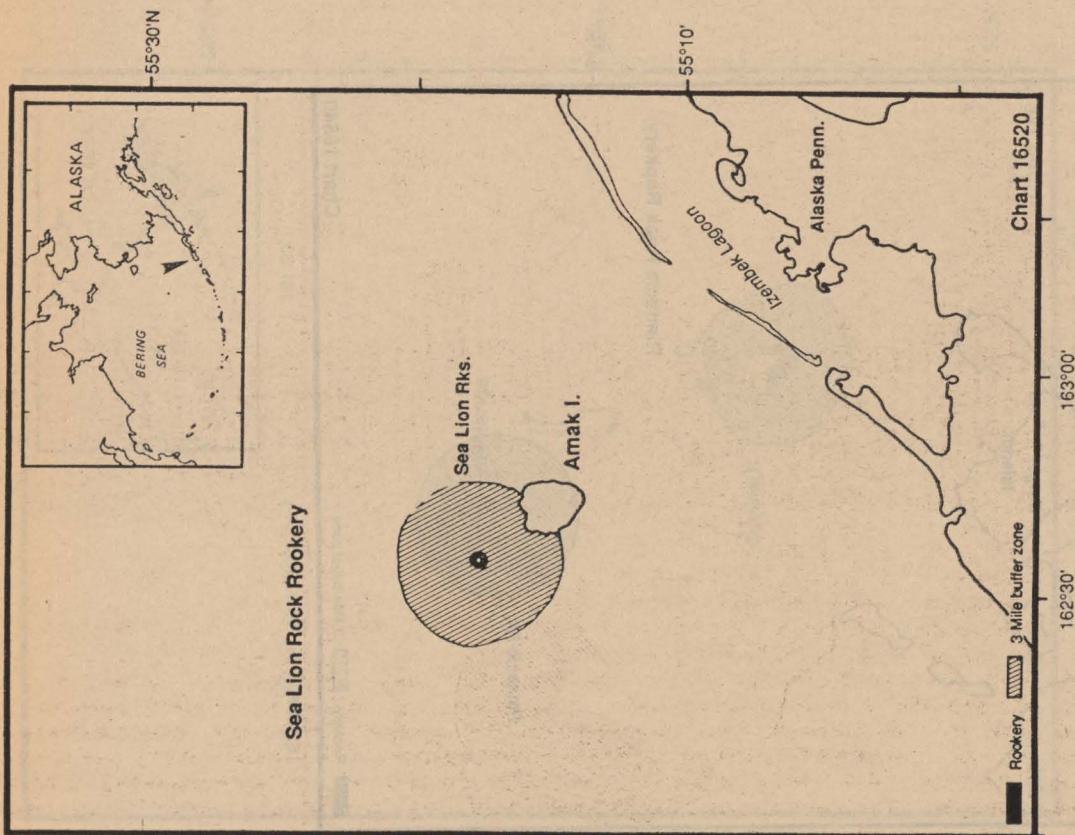 Sea Lion Rock Rookery
ALASKA
BERING
SEA
55°30'N
Sea Lion Rks.
Amak I.
55°10'
Izembek Lagoon
Alaska Penn.
Rookery
3 Mile buffer zone
Chart 16520
162°30'
163°00'